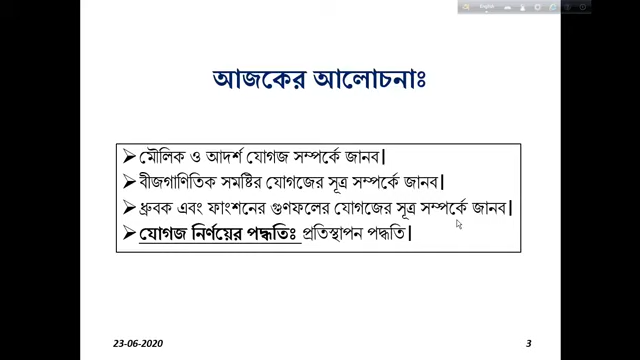 English
আজকের আলোচনাঃ
➢মৌলিক ও আদর্শ যোগজ সম্পর্কে জানব|
➢বীজগাণিতিক সমষ্টির যোগজের সূত্র সম্পর্কে জানব|
➢ধ্রুবক এবং ফাংশনের গুণফলের যোগজের সূত্র সম্পর্কে জানব|
➢যোগজ নির্ণয়ের পদ্ধতিঃ প্রতিস্থাপন পদ্ধতি|
23-06-2020 3